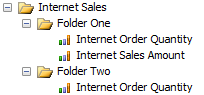 Internet Sales
Folder One
Internet Order Quantity
Internet Sales Amount
Folder Two
Internet Order Quantity